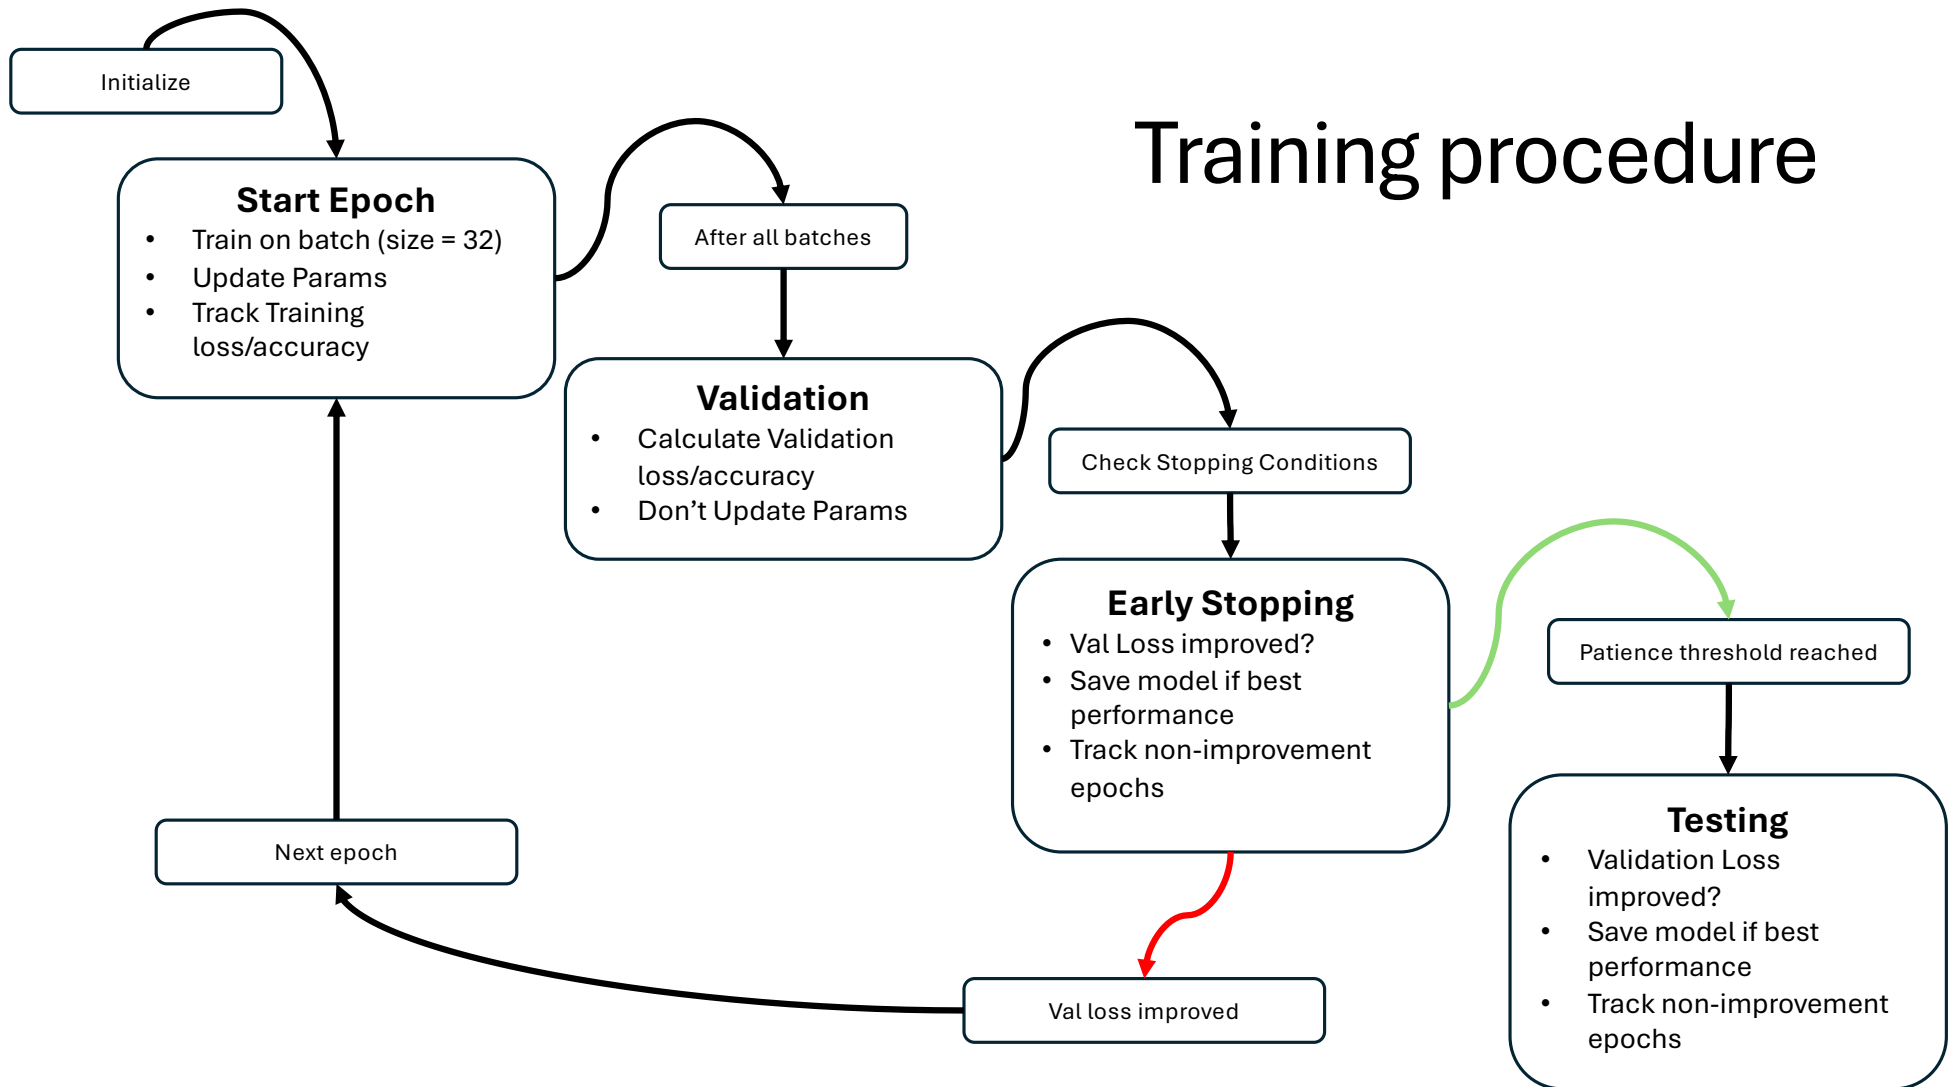 Initialize
Training procedure
Start Epoch
• Train on batch (size = 32)
• Update Params
• Track Training
loss/accuracy
After all batches
Validation
• Calculate Validation
loss/accuracy
• Don’t Update Params
Check Stopping Conditions
Early Stopping
• Val Loss improved?
• Save model if best
performance
• Track non-improvement
epochs
Patience threshold reached
Testing
• Validation Loss
improved?
• Save model if best
performance
• Track non-improvement
epochs
Val loss improved
Next epoch